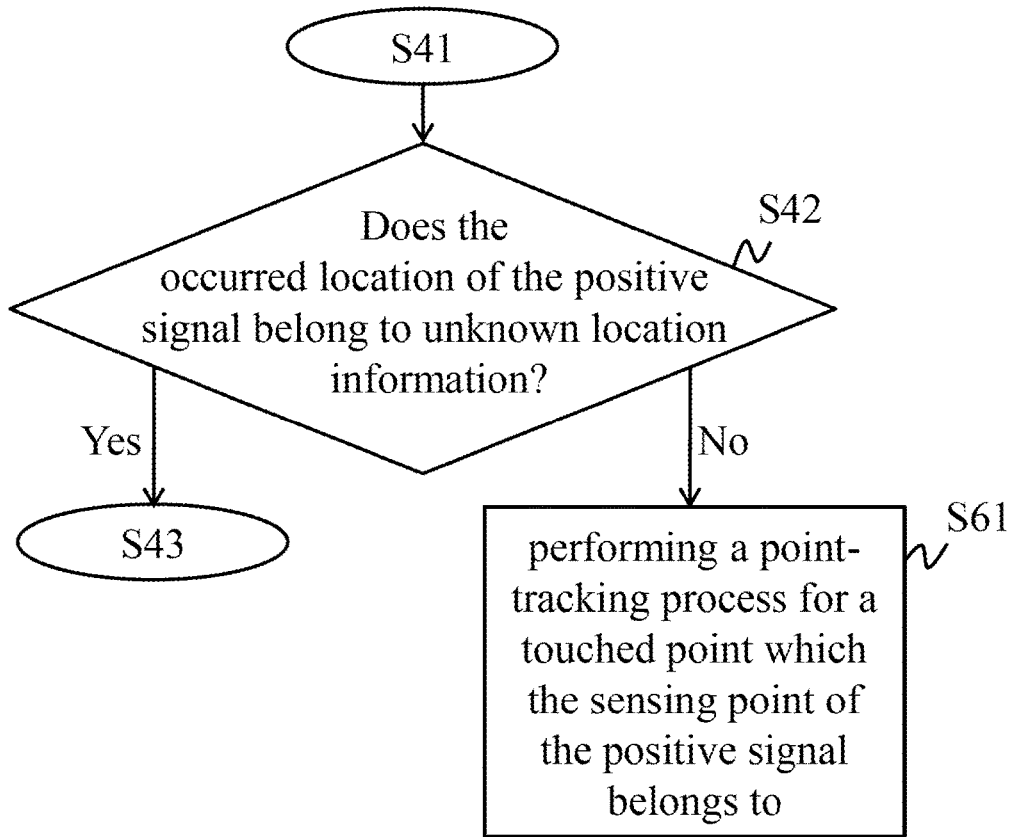 S41
S42
Does the
occurred location of the positive
signal belong to unknown location
information?
Yes
No
S43
S61
performing a point-
tracking process for a
touched point which
the sensing point of
the positive signal
belongs to